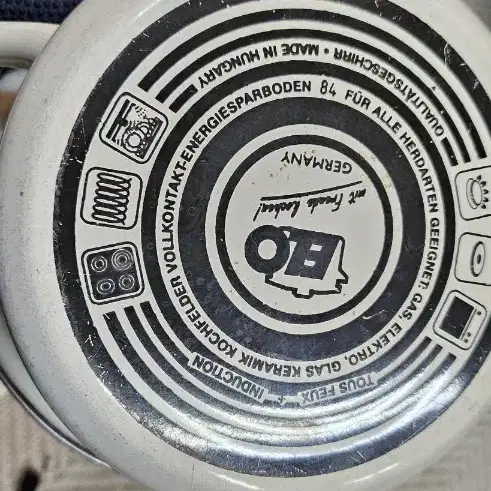 QUALITÄTSGESCHIRR • MADE IN HUNGARY
VOLLKONTAKT-ENERGIESPARBODEN 84 FÜR ALLE HERDARTEN GEEIGNET: GAS, ELEKTRO, GLAS KERAMIK KOCHFELDER
TOUS FEUX + INDUCTION
GERMANY
mit Freude kochen!